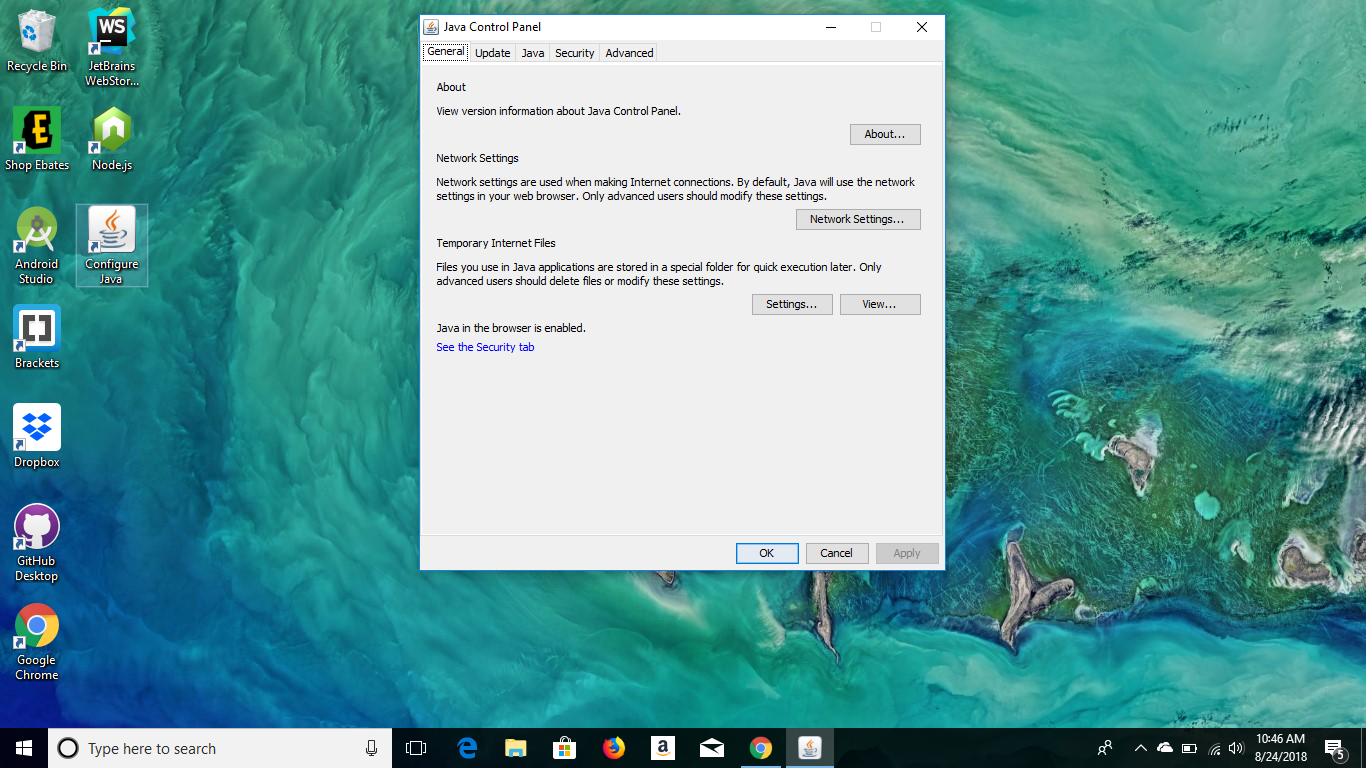 Recycle Bin
JetBrains
WebStor...
Shop Ebates
Node.js
Android
Studio
Configure
Java
Brackets
Dropbox
GitHub
Desktop
Google
Chrome
WS
E
Java Control Panel
General Update Java Security Advanced
About
View version information about Java Control Panel.
About...
Network Settings
Network settings are used when making Internet connections. By default, Java will use the network
settings in your web browser. Only advanced users should modify these settings.
Network Settings...
Temporary Internet Files
Files you use in Java applications are stored in a special folder for quick execution later. Only
advanced users should delete files or modify these settings.
Settings... View...
Java in the browser is enabled.
See the Security tab
OK Cancel Apply
Type here to search
a
10:46 AM
8/24/2018
5